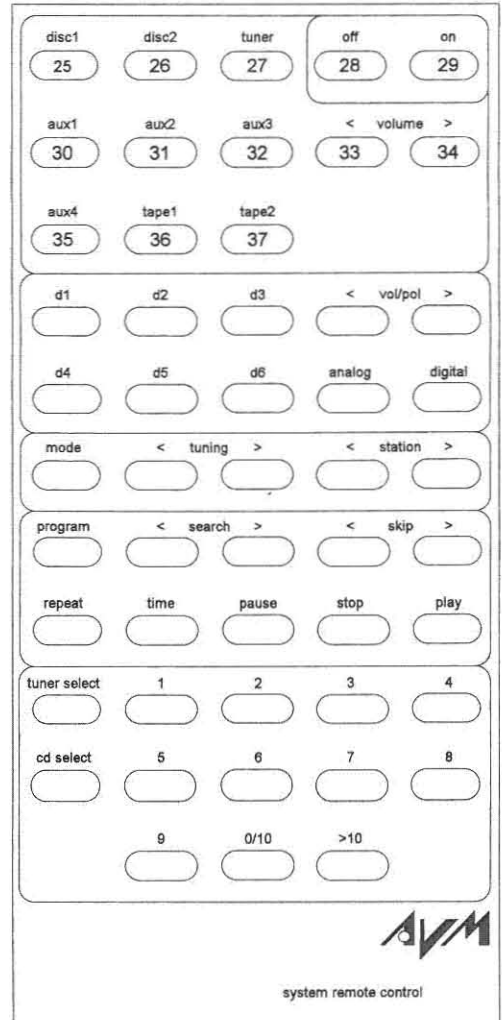 disc1 disc2 tuner off on
25 26 27 28 29
aux1 aux2 aux3 < volume >
30 31 32 33 34
aux4 tape1 tape2
35 36 37
d1 d2 d3 < vol/pol >
d4 d5 d6 analog digital
mode < tuning > < station >
program < search > < skip >
repeat time pause stop play
tuner select 1 2 3 4
cd select 5 6 7 8
9 0/10 >10
AVM
system remote control